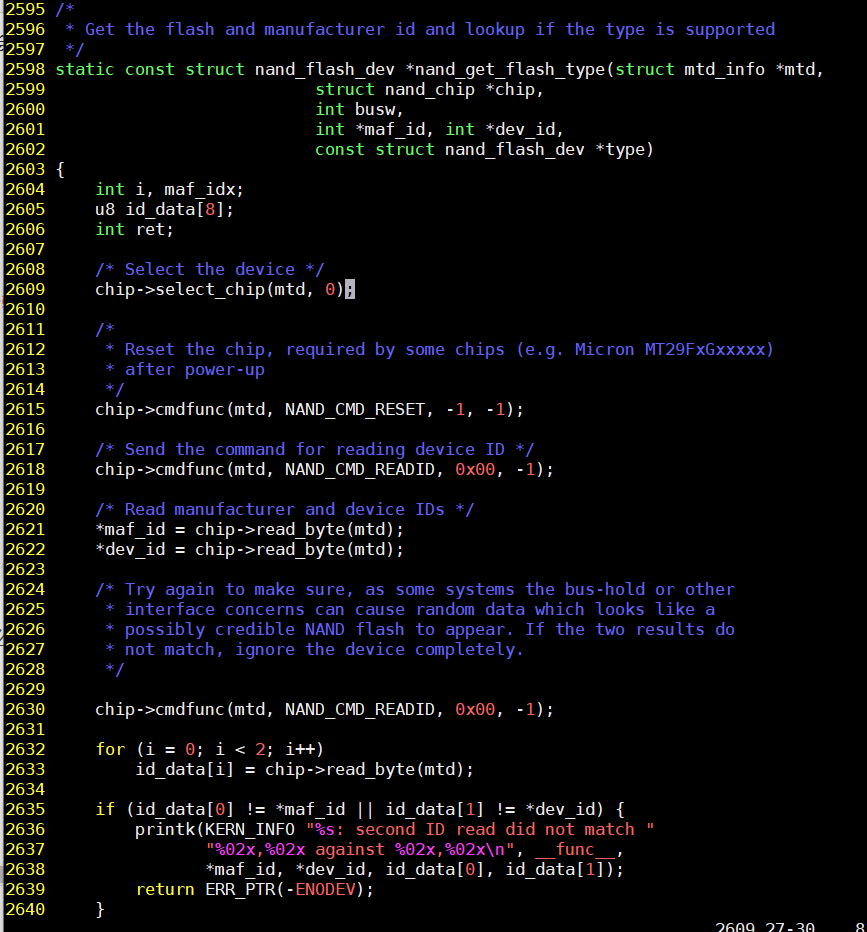 2595 /*
2596  * Get the flash and manufacturer id and lookup if the type is supported
2597  */
2598 static const struct nand_flash_dev *nand_get_flash_type(struct mtd_info *mtd,
2599                           struct nand_chip *chip,
2600                           int busw,
2601                           int *maf_id, int *dev_id,
2602                           const struct nand_flash_dev *type)
2603 {
2604     int i, maf_idx;
2605     u8 id_data[8];
2606     int ret;
2607
2608     /* Select the device */
2609     chip->select_chip(mtd, 0);
2610
2611     /*
2612      * Reset the chip, required by some chips (e.g. Micron MT29FxGxxxxx)
2613      * after power-up
2614      */
2615     chip->cmdfunc(mtd, NAND_CMD_RESET, -1, -1);
2616
2617     /* Send the command for reading device ID */
2618     chip->cmdfunc(mtd, NAND_CMD_READID, 0x00, -1);
2619
2620     /* Read manufacturer and device IDs */
2621     *maf_id = chip->read_byte(mtd);
2622     *dev_id = chip->read_byte(mtd);
2623
2624     /* Try again to make sure, as some systems the bus-hold or other
2625      * interface concerns can cause random data which looks like a
2626      * possibly credible NAND flash to appear. If the two results do
2627      * not match, ignore the device completely.
2628      */
2629
2630     chip->cmdfunc(mtd, NAND_CMD_READID, 0x00, -1);
2631
2632     for (i = 0; i < 2; i++)
2633         id_data[i] = chip->read_byte(mtd);
2634
2635     if (id_data[0] != *maf_id || id_data[1] != *dev_id) {
2636         printk(KERN_INFO "%s: second ID read did not match "
2637                "%02x,%02x against %02x,%02x\n", __func__,
2638                *maf_id, *dev_id, id_data[0], id_data[1]);
2639         return ERR_PTR(-ENODEV);
2640     }
2609,27-30    8